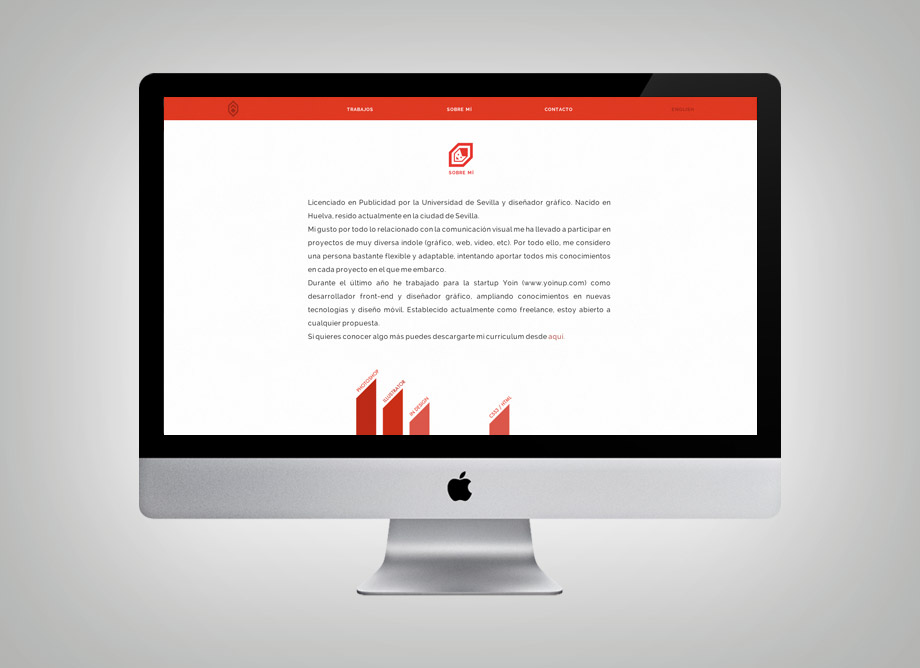 TRABAJOS SOBRE MÍ CONTACTO ENGLISH
SOBRE MÍ
Licenciado en Publicidad por la Universidad de Sevilla y diseñador gráfico. Nacido en
Huelva, resido actualmente en la ciudad de Sevilla.
Mi gusto por todo lo relacionado con la comunicación visual me ha llevado a participar en
proyectos de muy diversa indole (gráfico, web, video, etc). Por todo ello, me considero
una persona bastante flexible y adaptable, intentando aportar todos mis conocimientos
en cada proyecto en el que me embarco.
Durante el último año he trabajado para la startup Yoin (www.yoinup.com) como
desarrollador front-end y diseñador gráfico, ampliando conocimientos en nuevas
tecnologías y diseño móvil. Establecido actualmente como freelance, estoy abierto a
cualquier propuesta.
Si quieres conocer algo más puedes descargarte mi curriculum desde aquí.
PHOTOSHOP
ILLUSTRATOR
IN DESIGN
CSS3 / HTML